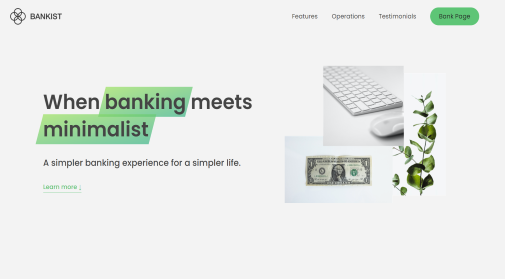 BANKIST
Features Operations Testimonials Bank Page
When banking meets
minimalist
A simpler banking experience for a simpler life.
Learn more ↓